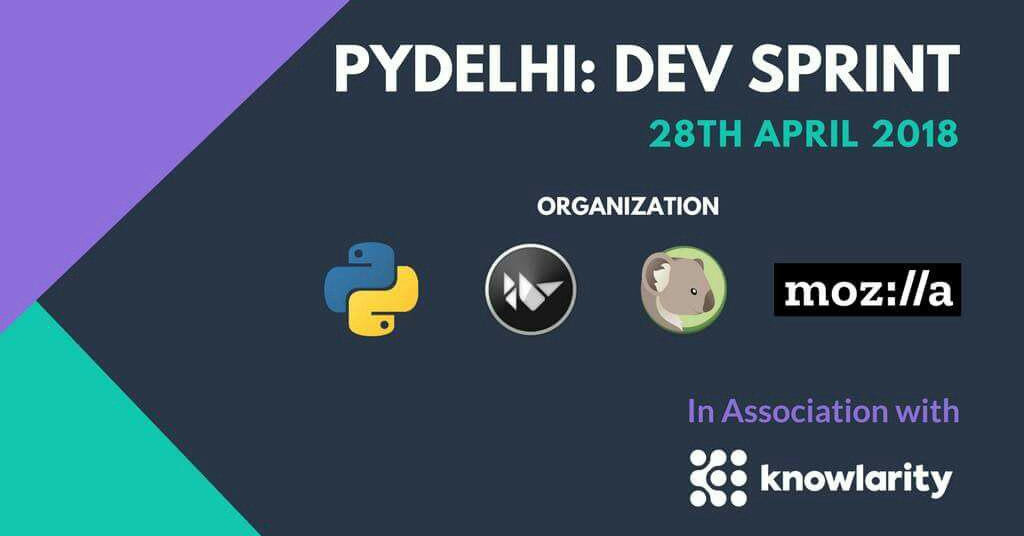 PYDELHI: DEV SPRINT
28TH APRIL 2018
ORGANIZATION
moz://a
In Association with
knowlarity